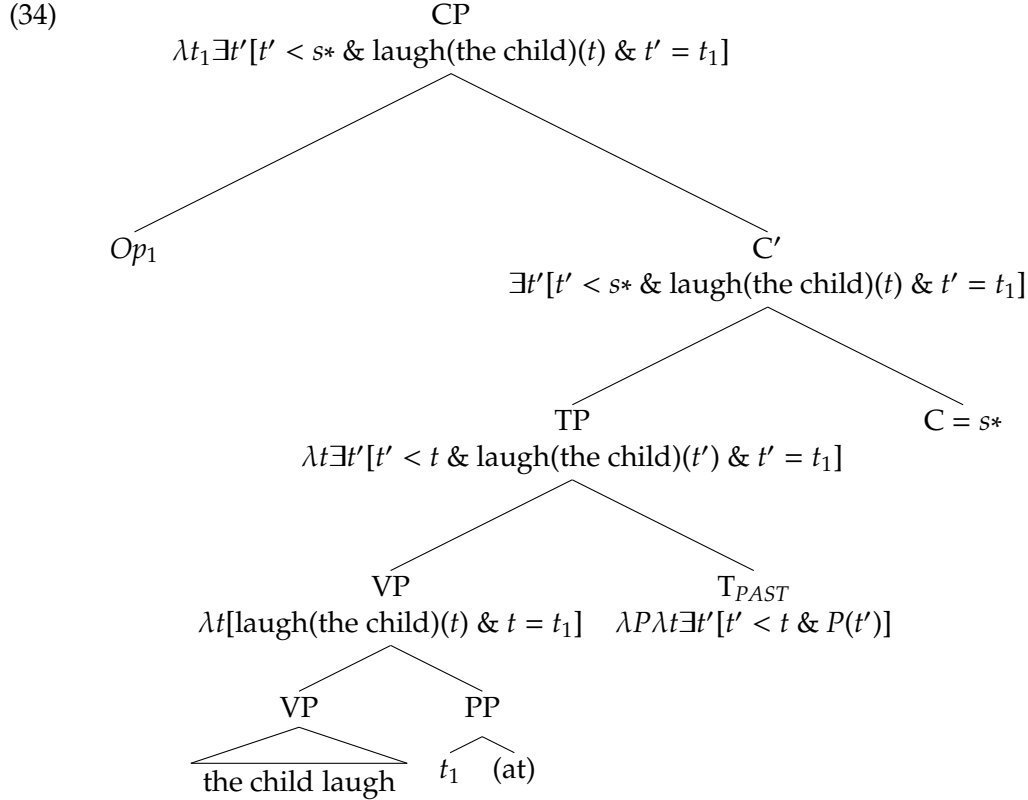 (34) CP
λt₁∃t′[t′ < s∗ & laugh(the child)(t) & t′ = t₁]
Op₁ C′
∃t′[t′ < s∗ & laugh(the child)(t) & t′ = t₁]
TP C = s∗
λt∃t′[t′ < t & laugh(the child)(t′) & t′ = t₁]
VP T_PAST
λt[laugh(the child)(t) & t = t₁] λPλt∃t′[t′ < t & P(t′)]
VP PP
the child laugh t₁ (at)